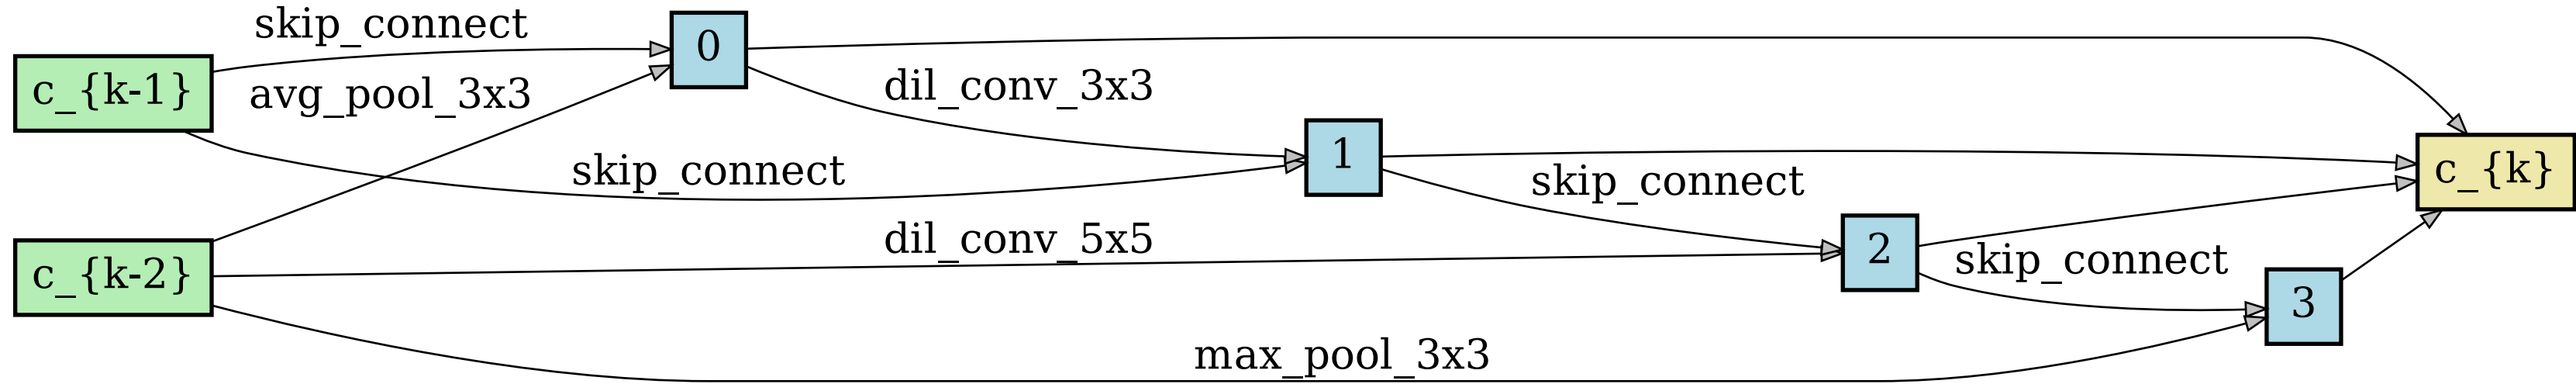 skip_connect
0
c_{k-1}
dil_conv_3x3
avg_pool_3x3
1
skip_connect
c_{k}
skip_connect
dil_conv_5x5
2
skip_connect
c_{k-2}
3
max_pool_3x3